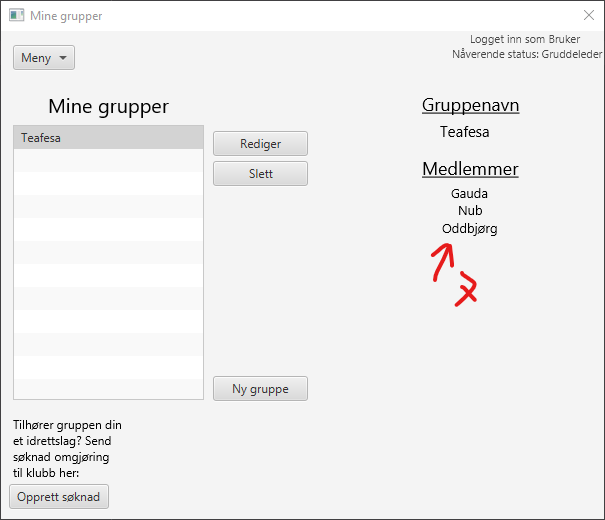 Mine grupper
Logget inn som Bruker
Nåverende status: Gruddeleder
Meny
Mine grupper
Teafesa
Rediger
Slett
Ny gruppe
Gruppenavn
Teafesa
Medlemmer
Gauda
Nub
Oddbjørg
7
Tilhører gruppen din
et idrettslag? Send
søknad omgjøring
til klubb her:
Opprett søknad